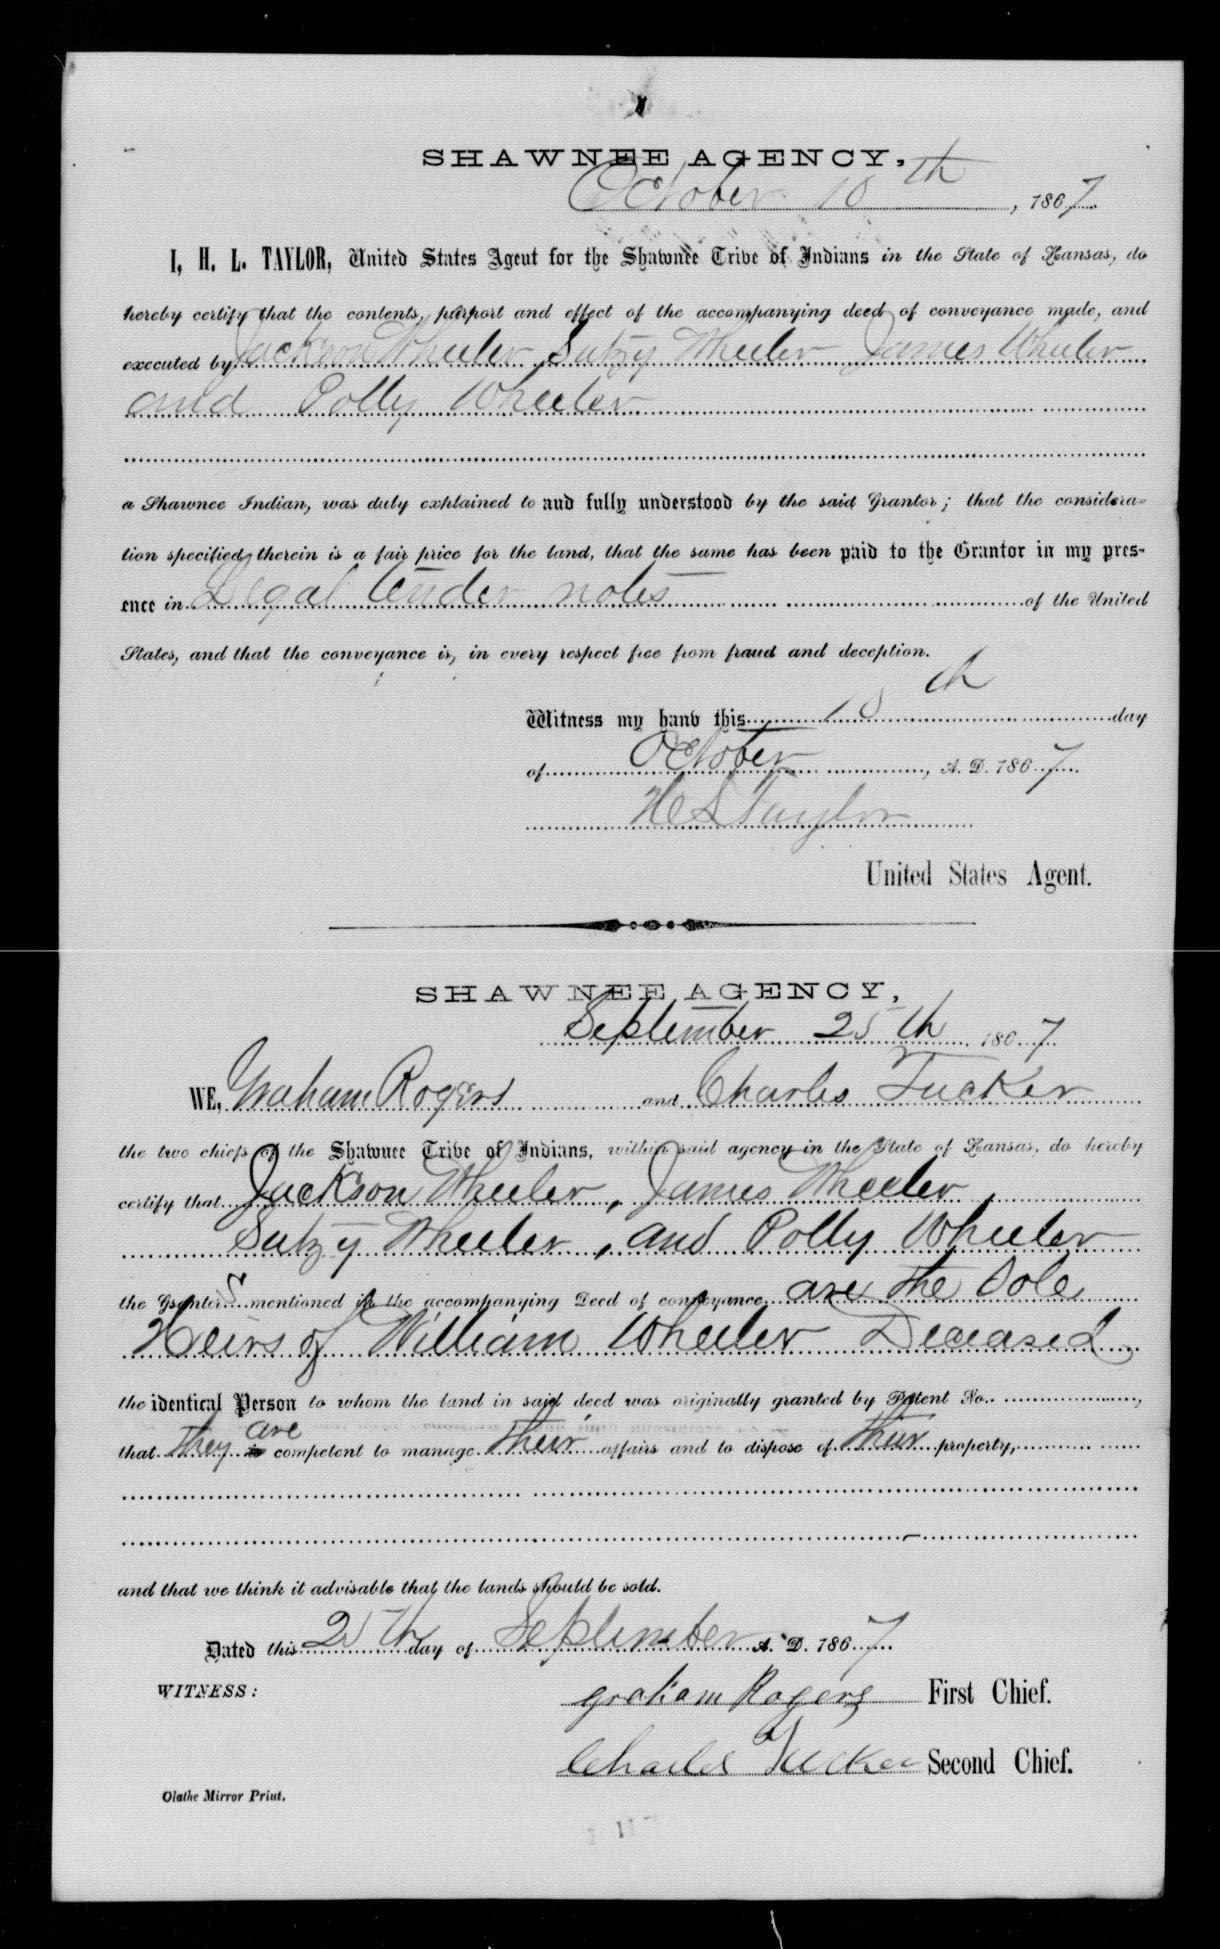 SHAWNEE AGENCY,
October 10th, 1867.
I, H. L. TAYLOR, United States Agent for the Shawnee Tribe of Indians in the State of Kansas, do
hereby certify that the contents, purport and effect of the accompanying deed of conveyance made, and
executed by Jackson Wheeler, Sutzy Wheeler James Wheeler
and Polly Wheeler
a Shawnee Indian, was duly explained to and fully understood by the said Grantor; that the considera-
tion specified therein is a fair price for the land, that the same has been paid to the Grantor in my pres-
ence in Legal tender notes of the United
States, and that the conveyance is, in every respect free from fraud and deception.
Witness my hand this 10th day
of October, A. D. 1867.
H L Taylor
United States Agent.
SHAWNEE AGENCY,
September 25th, 1867.
WE, Graham Rogers and Charles Tucker
the two chiefs of the Shawnee Tribe of Indians, within said agency in the State of Kansas, do hereby
certify that Jackson Wheeler, James Wheeler,
Sutzy Wheeler, and Polly Wheeler
the Grantors mentioned in the accompanying Deed of conveyance, are the Sole
Heirs of William Wheeler Deceased
the identical Person to whom the land in said deed was originally granted by Patent No. ,
that they are is competent to manage their affairs and to dispose of their property,
and that we think it advisable that the lands should be sold.
Dated this 25th day of September A. D. 1867.
WITNESS:
graham Rogers First Chief.
Charles Tucker Second Chief.
Olathe Mirror Print.